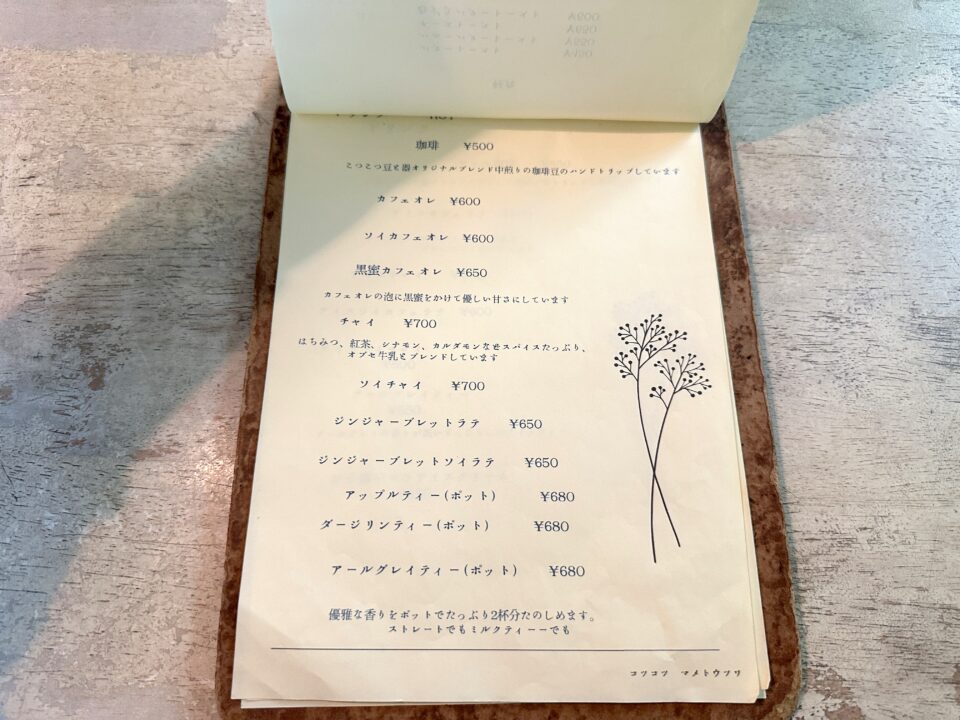 珈琲 ¥500
こつこつ豆と器オリジナルブレンド中煎りの珈琲豆のハンドトリップしています
カフェオレ ¥600
ソイカフェオレ ¥600
黒蜜カフェオレ ¥650
カフェオレの泡に黒蜜をかけて優しい甘さにしています
チャイ ¥700
はちみつ、紅茶、シナモン、カルダモンなどスパイスたっぷり、
オブセ牛乳とブレンドしています
ソイチャイ ¥700
ジンジャーブレットラテ ¥650
ジンジャーブレットソイラテ ¥650
アップルティー(ポット) ¥680
ダージリンティー(ポット) ¥680
アールグレイティー(ポット) ¥680
優雅な香りをポットでたっぷり2杯分たのしめます。
ストレートでもミルクティーーでも
コツコツ マメトウツワ